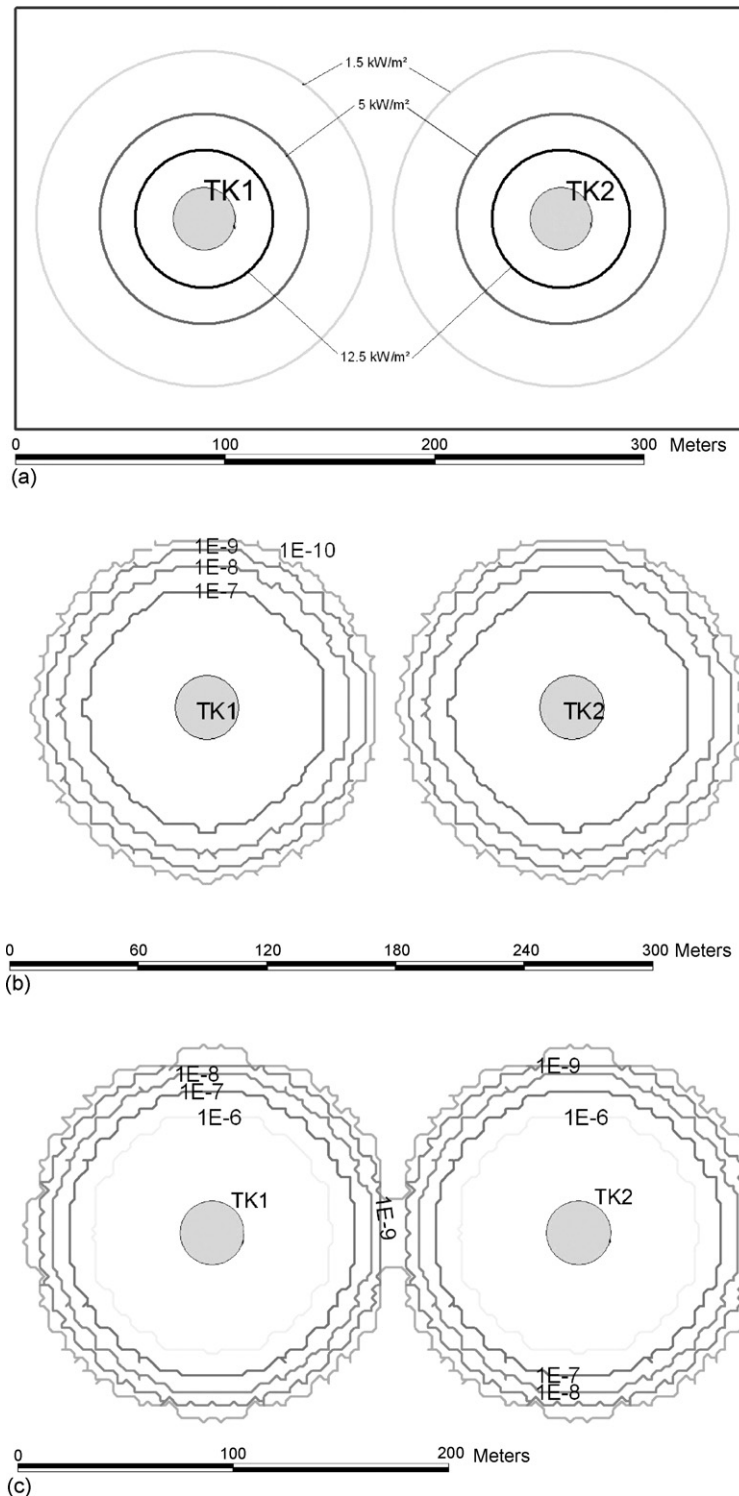 1.5 kW/m²
5 kW/m²
TK1
TK2
12.5 kW/m²
0 100 200 300 Meters
(a)
1E-9
1E-10
1E-8
1E-7
TK1
TK2
0 60 120 180 240 300 Meters
(b)
1E-8
1E-9
1E-7
1E-6
1E-6
TK1
TK2
1E-9
1E-7
1E-8
0 100 200 Meters
(c)